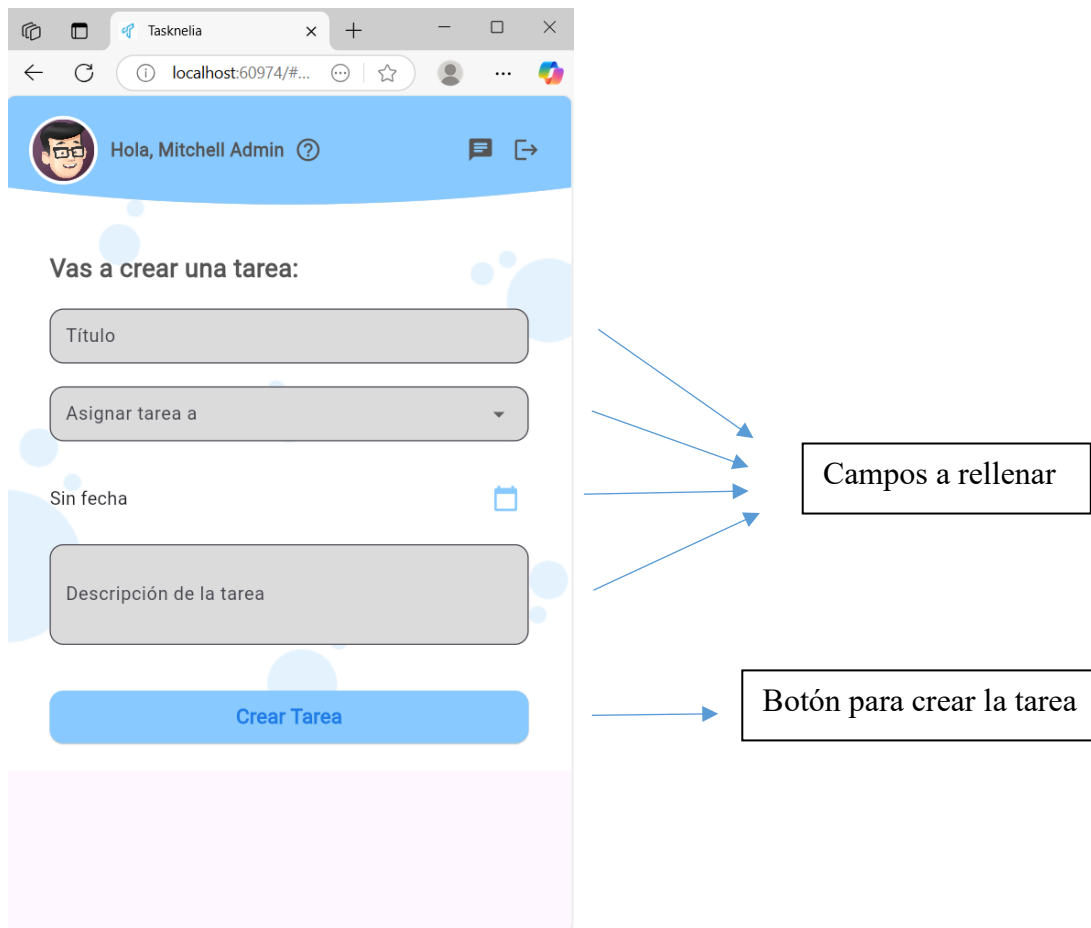 Tasknelia
localhost:60974/#...
Hola, Mitchell Admin
Vas a crear una tarea:
Título
Asignar tarea a
Sin fecha
Descripción de la tarea
Crear Tarea
Campos a rellenar
Botón para crear la tarea